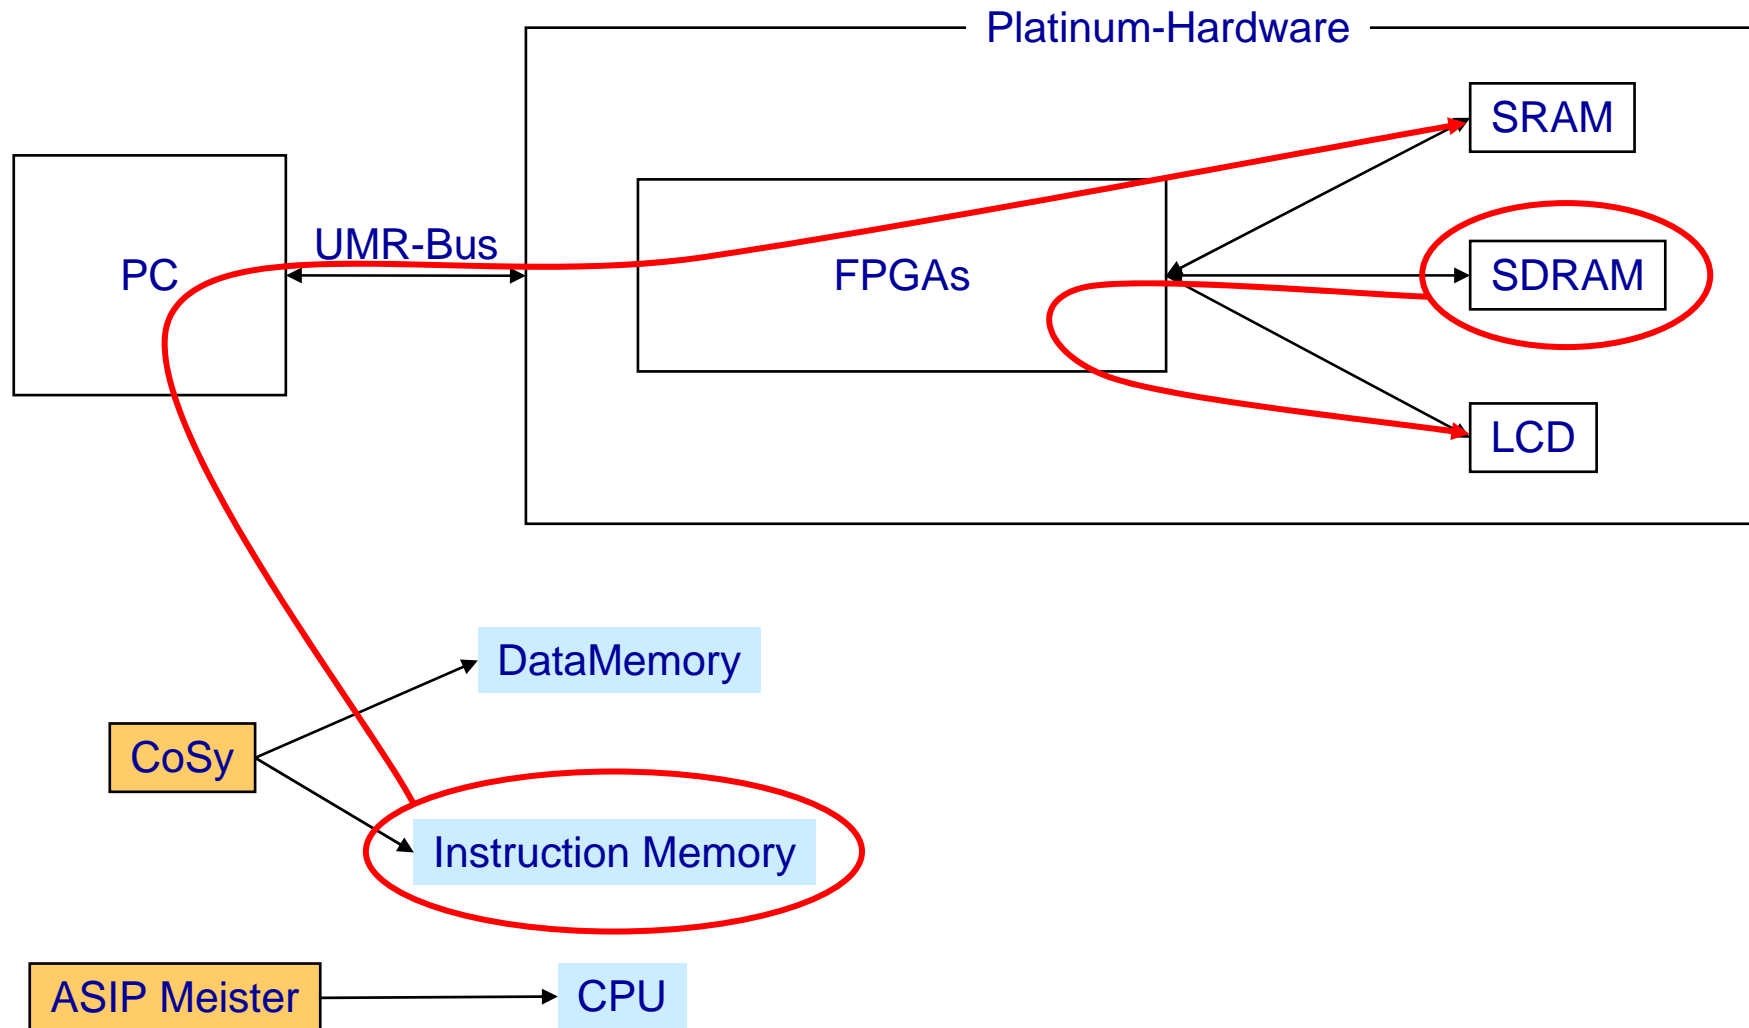 Platinum-Hardware
SRAM
PC
UMR-Bus
FPGAs
SDRAM
LCD
DataMemory
CoSy
Instruction Memory
ASIP Meister
CPU